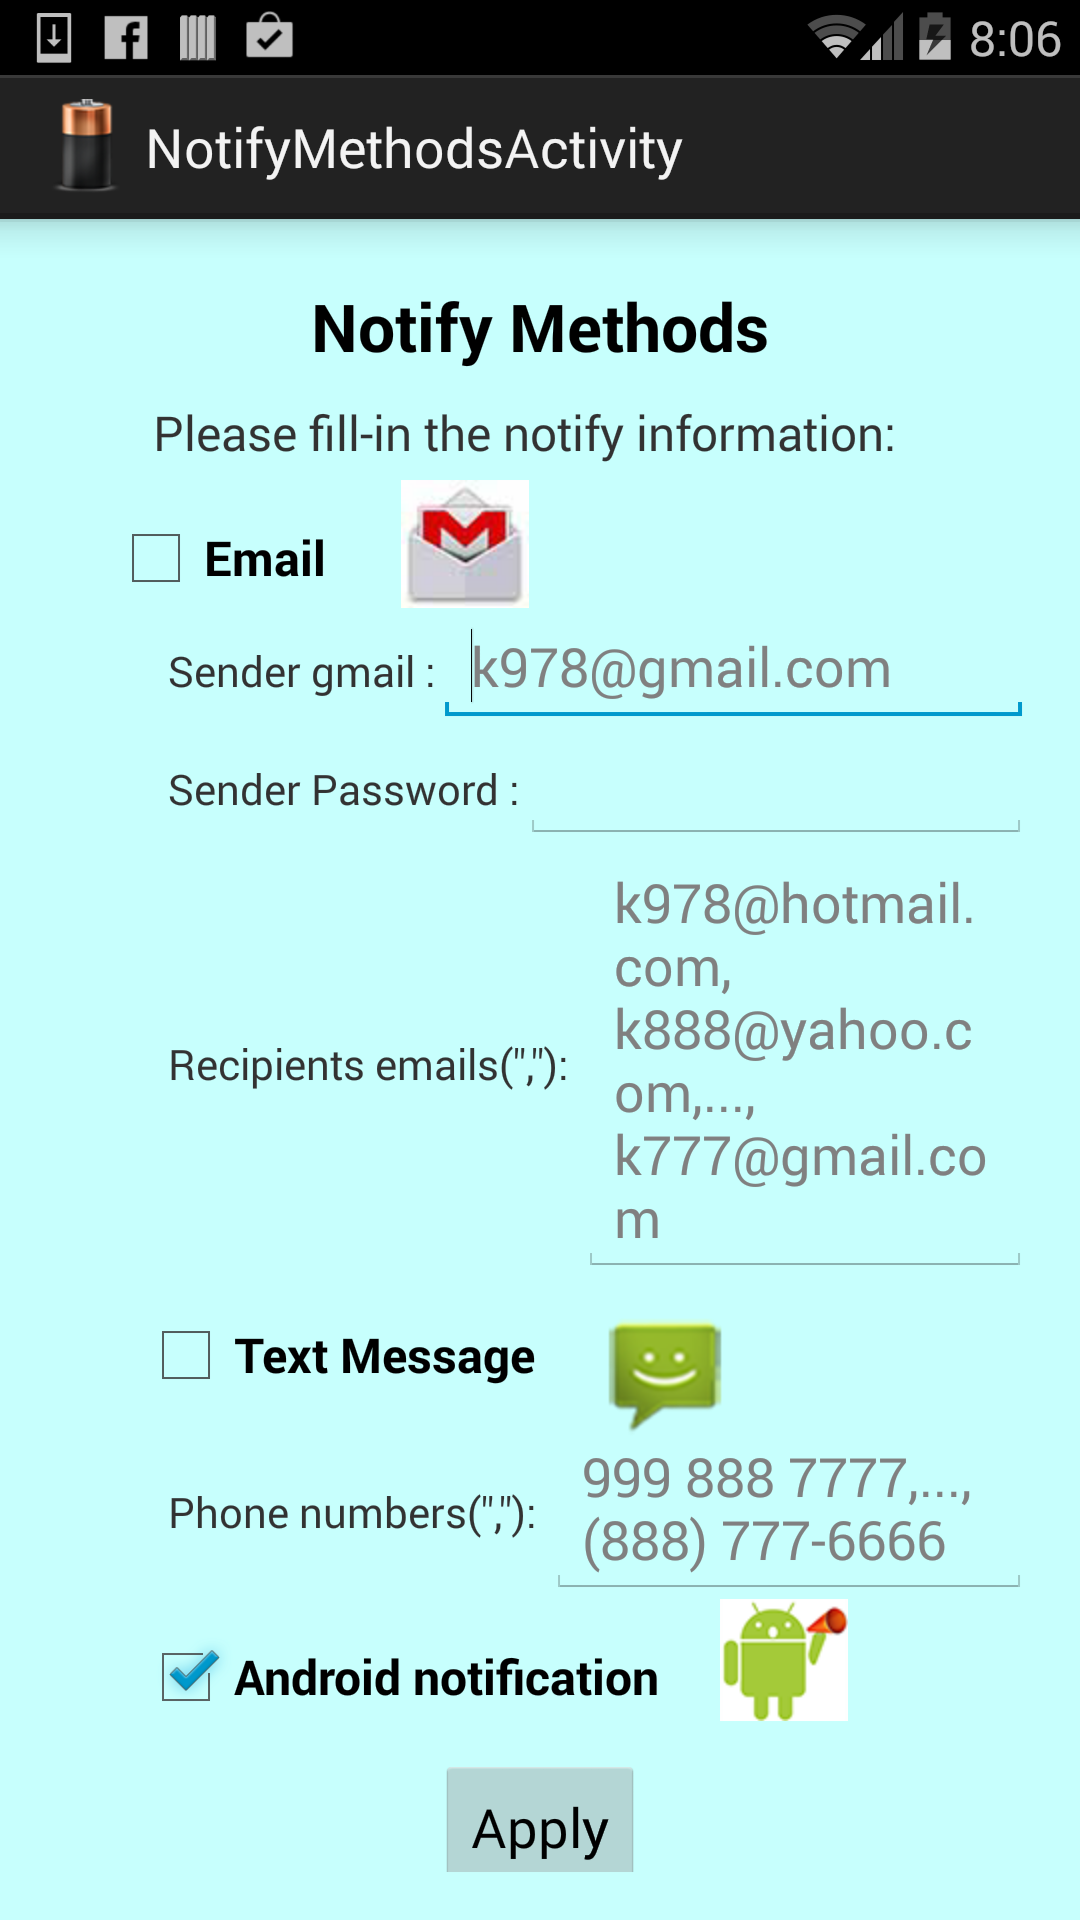 8:06
NotifyMethodsActivity
Notify Methods
Please fill-in the notify information:
Email
Sender gmail : k978@gmail.com
Sender Password :
Recipients emails(","):
k978@hotmail.
com,
k888@yahoo.c
om,...,
k777@gmail.co
m
Text Message
Phone numbers(","):
999 888 7777,...,
(888) 777-6666
Android notification
Apply